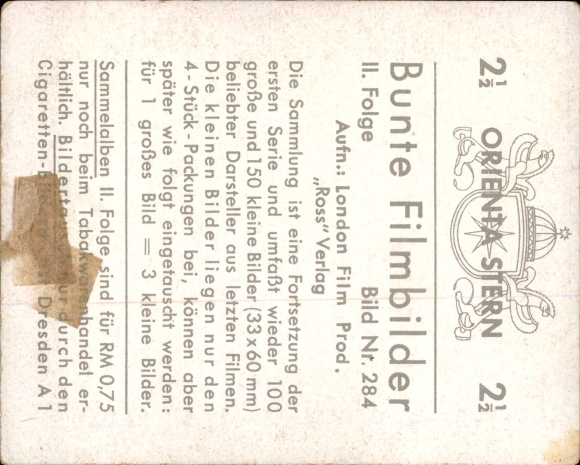 2½ ORIENTA STERN 2½
Bunte Filmbilder
II. Folge Bild Nr. 284
Aufn.: London Film Prod.
„Ross" Verlag
Die Sammlung ist eine Fortsetzung der
ersten Serie und umfaßt wieder 100
große und 150 kleine Bilder (33 x 60 mm)
beliebter Darsteller aus letzten Filmen.
Die kleinen Bilder liegen nur den
4-Stück-Packungen bei, können aber
später wie folgt eingetauscht werden:
für 1 großes Bild = 3 kleine Bilder.
Sammelalben II. Folge sind für RM 0,75
nur noch beim Tabakwarenhandel er-
hältlich. durch den
Dresden A 1